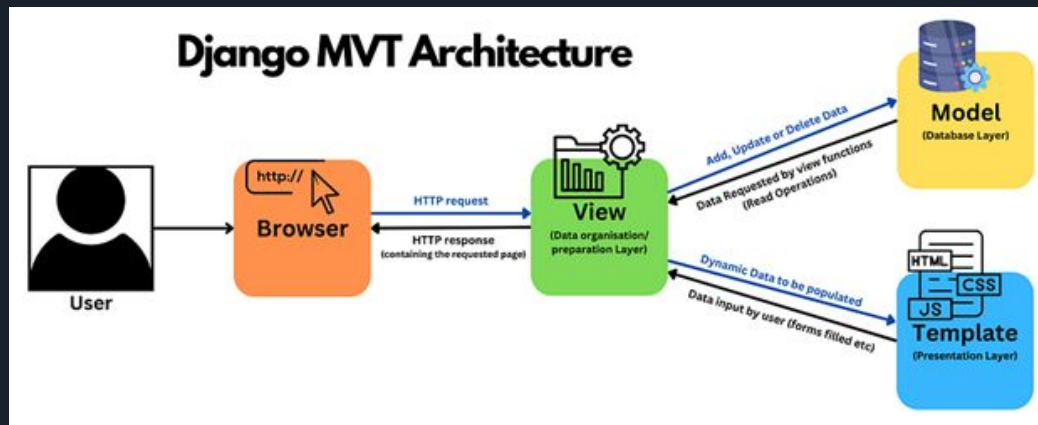 Django MVT Architecture
User
http://
Browser
HTTP request
HTTP response
(containing the requested page)
View
(Data organisation/
preparation Layer)
Add, Update or Delete Data
Data Requested by view functions
(Read Operations)
Model
(Database Layer)
Dynamic Data to be populated
Data input by user (forms filled etc)
HTML
CSS
JS
Template
(Presentation Layer)